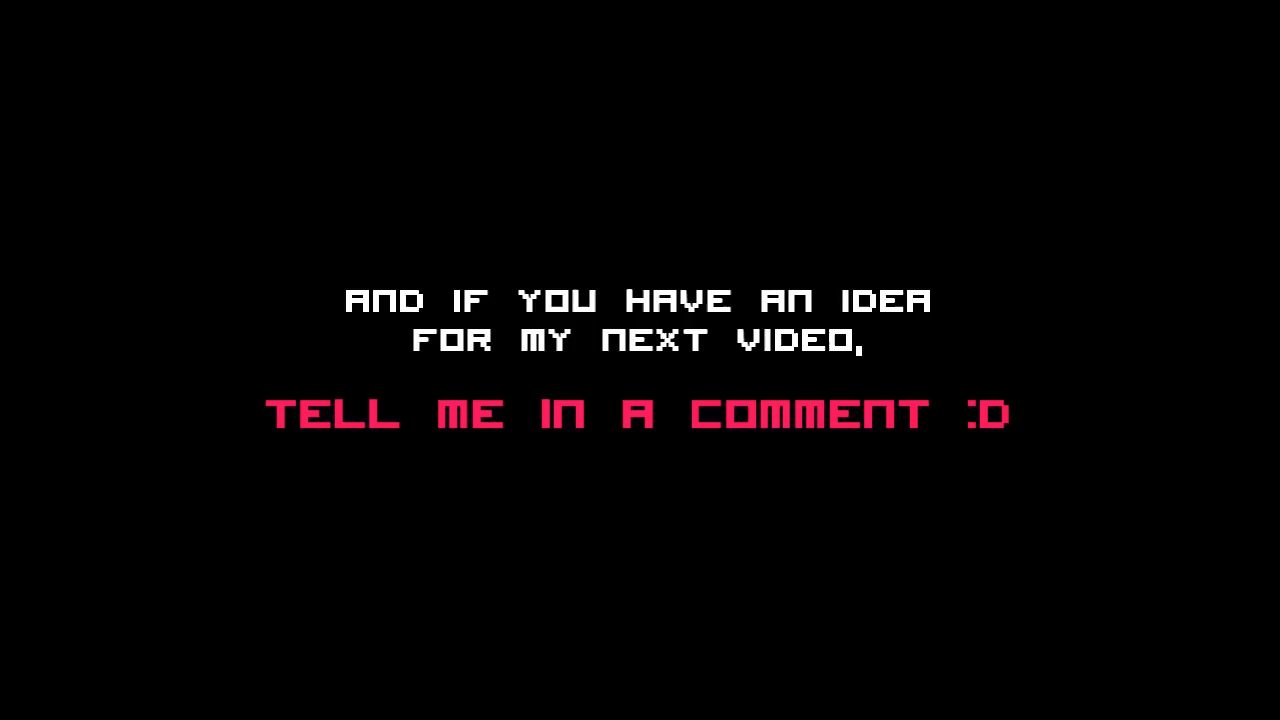 AND IF YOU HAVE AN IDEA
FOR MY NEXT VIDEO,
TELL ME IN A COMMENT :D